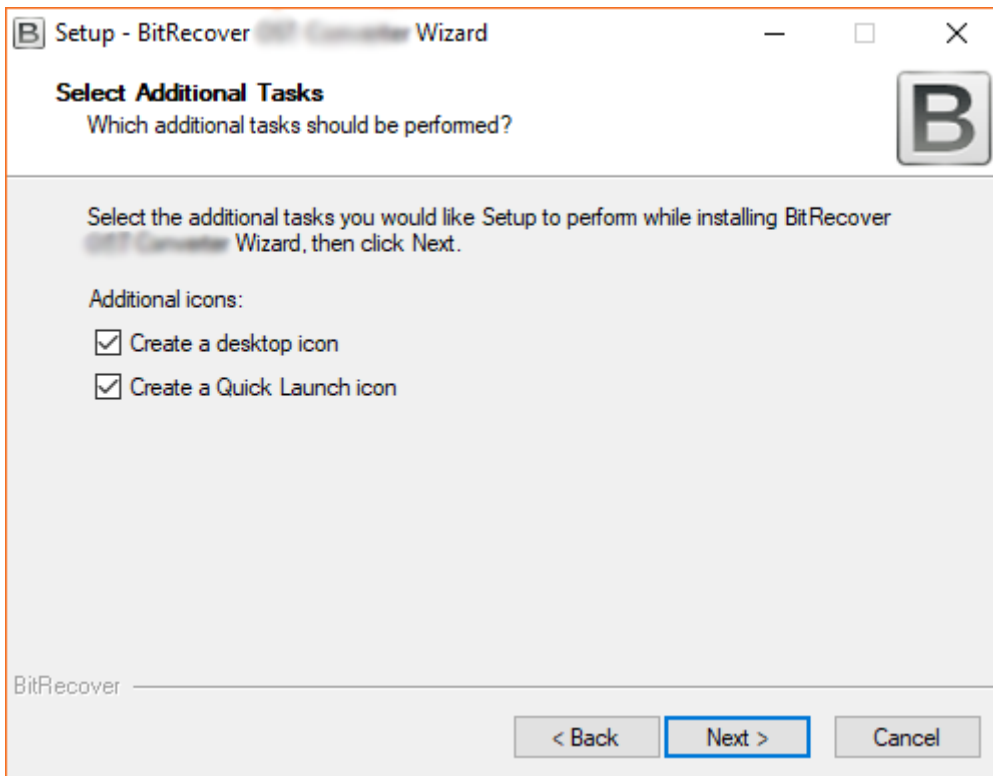 B Setup - BitRecover Wizard
Select Additional Tasks
Which additional tasks should be performed?
B
Select the additional tasks you would like Setup to perform while installing BitRecover
Wizard, then click Next.
Additional icons:
Create a desktop icon
Create a Quick Launch icon
BitRecover
< Back Next > Cancel